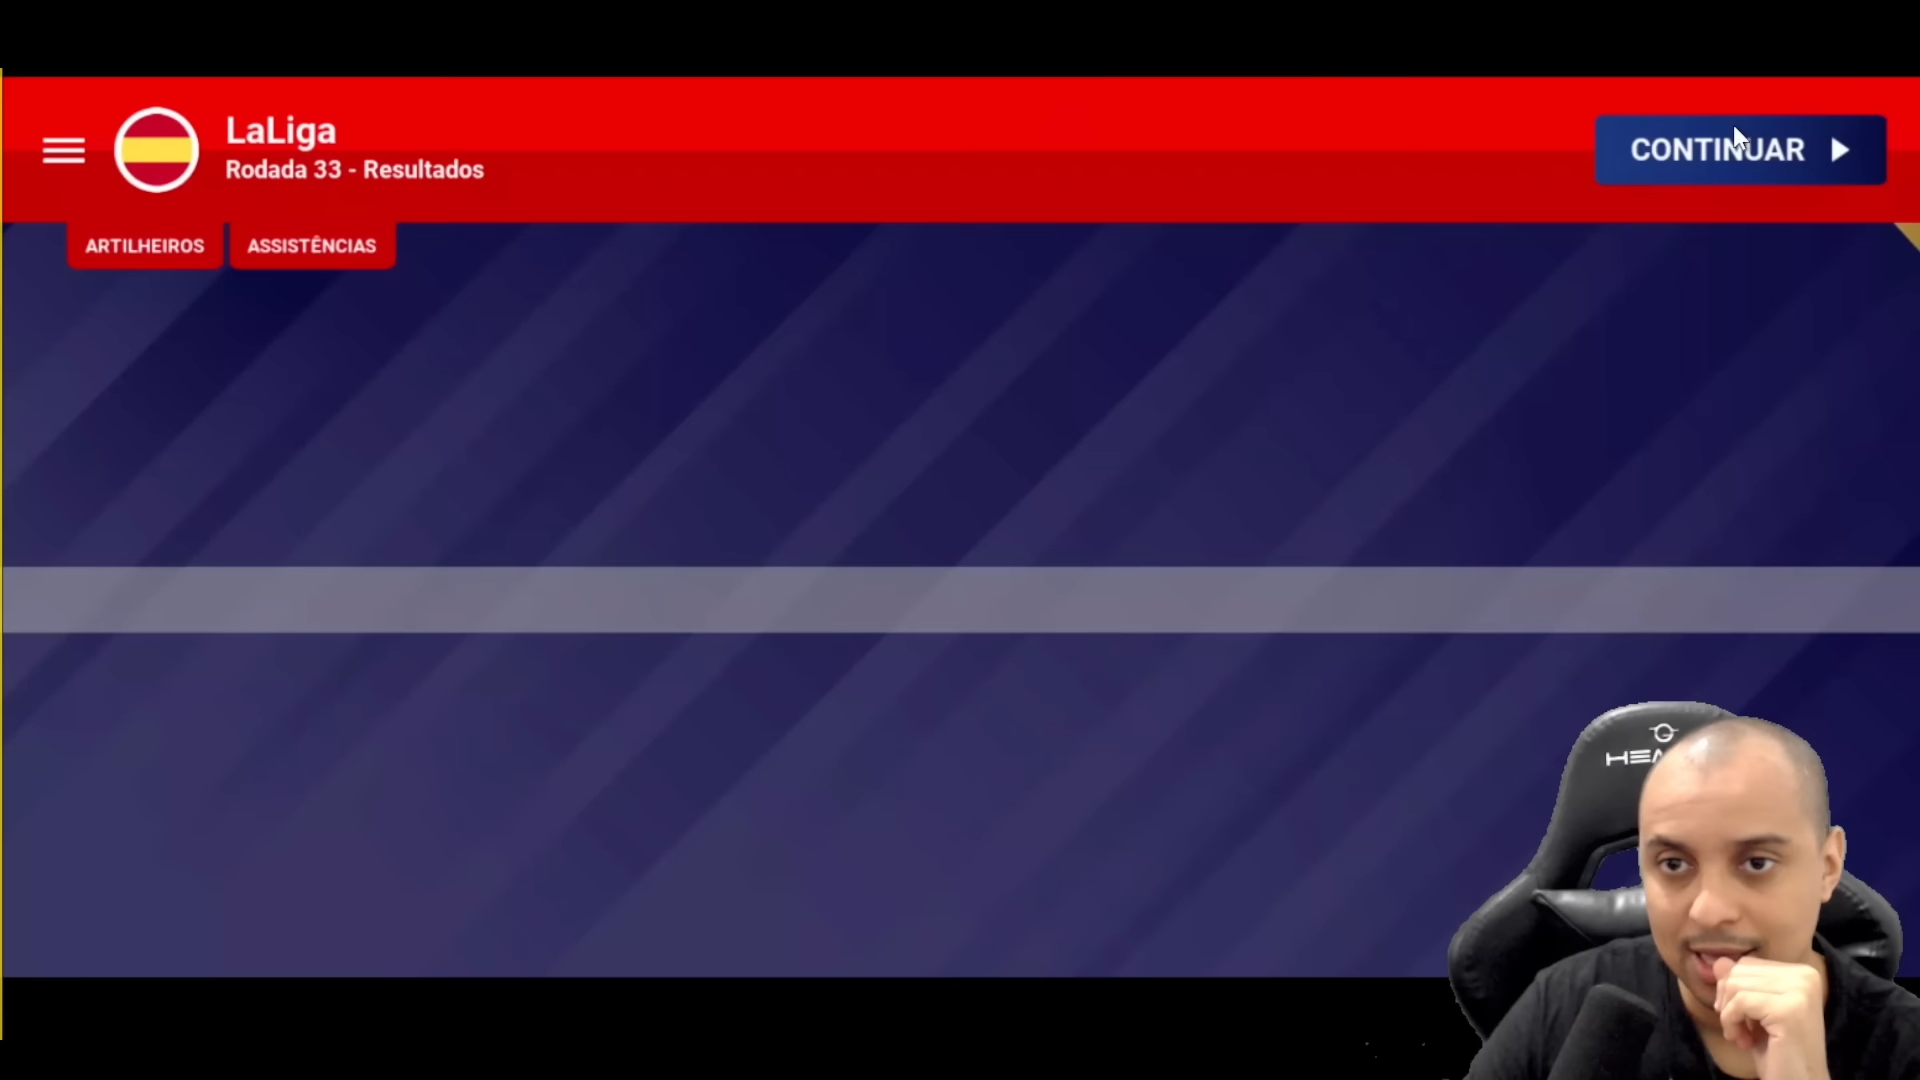 LaLiga
Rodada 33 - Resultados
CONTINUAR
ARTILHEIROS
ASSISTÊNCIAS